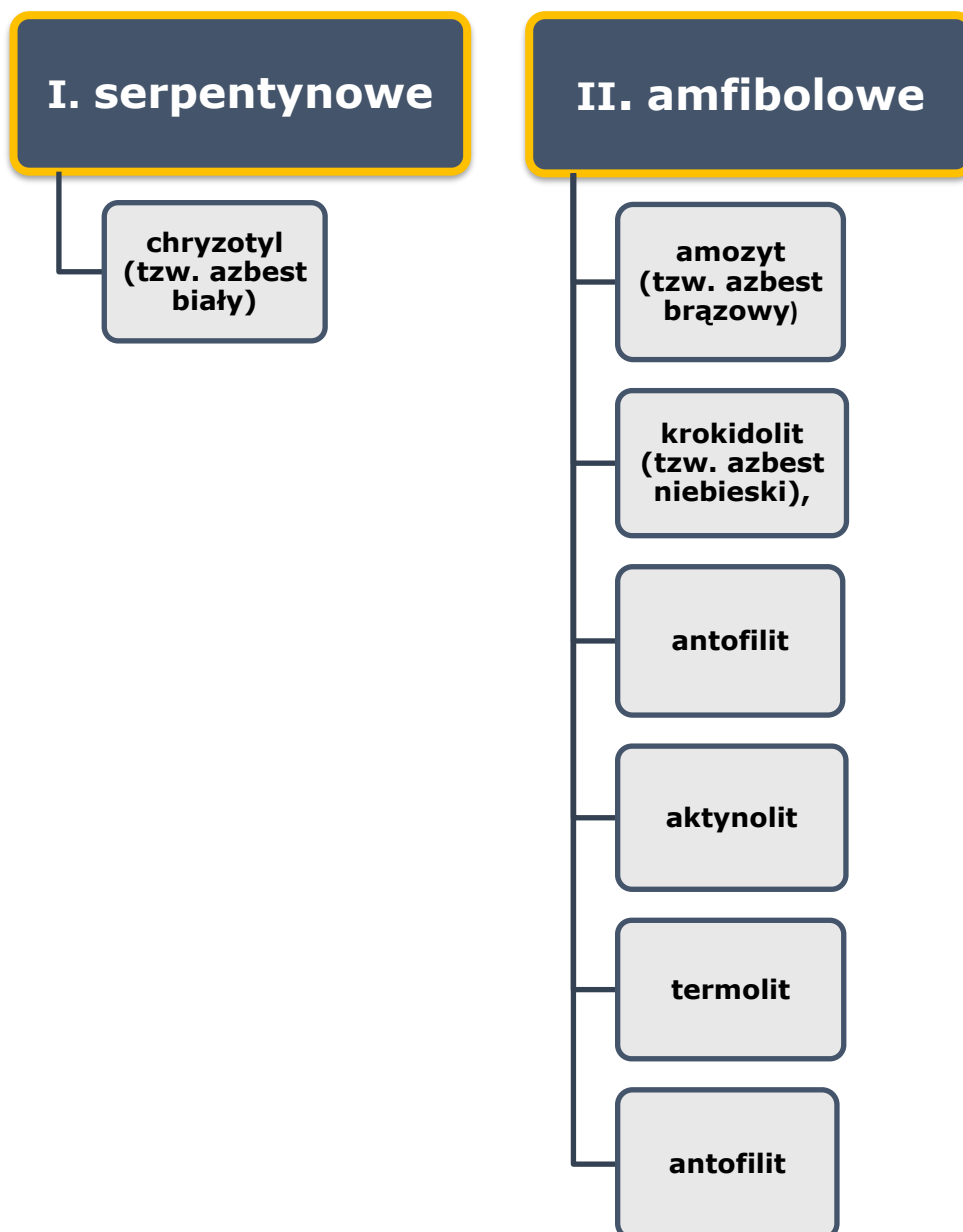 I. serpentynowe
chryzotyl
(tzw. azbest
biały)
II. amfibolowe
amozyt
(tzw. azbest
brązowy)
krokidolit
(tzw. azbest
niebieski),
antofilit
aktynolit
termolit
antofilit